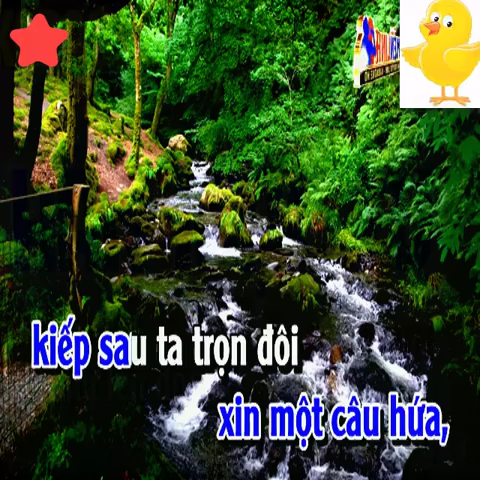 kiếp sau ta trọn đôi
xin một câu hứa,